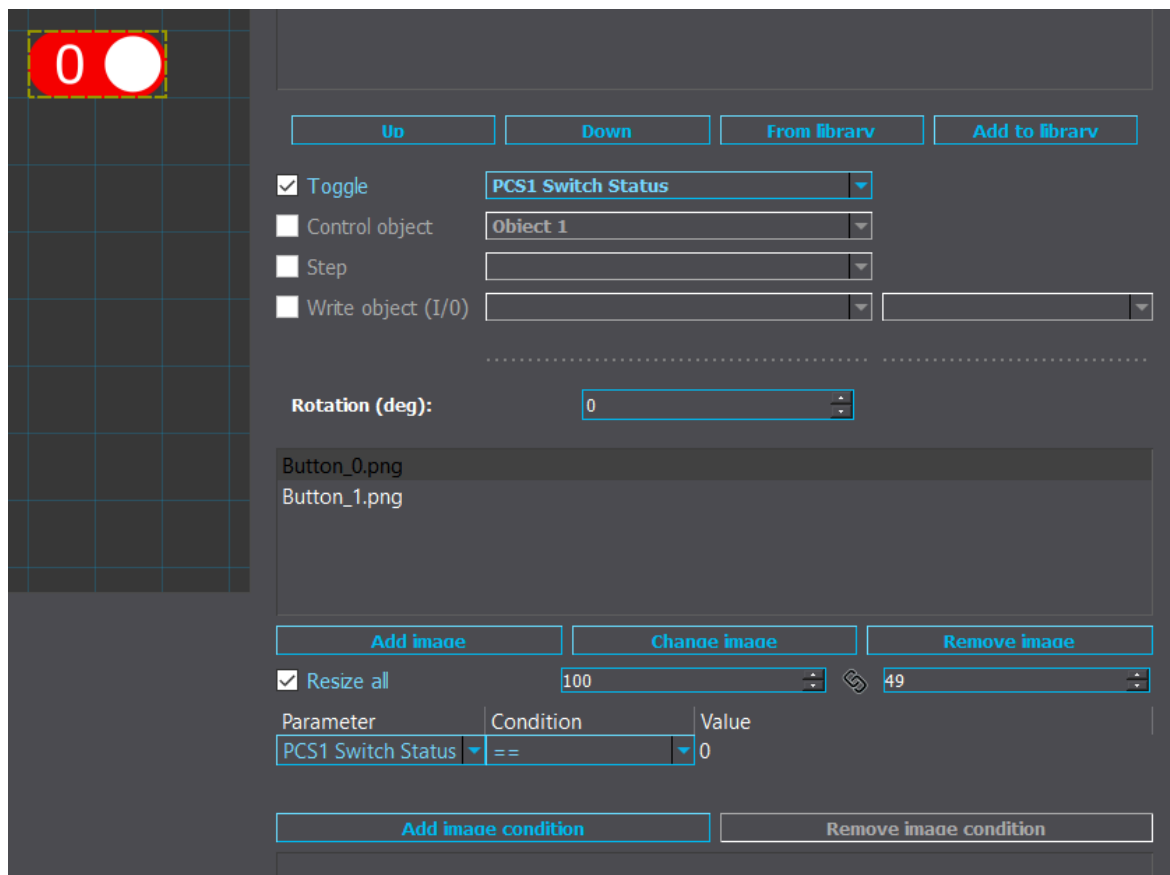 0
Up Down From library Add to library
Toggle PCS1 Switch Status
Control object Object 1
Step
Write object (I/0)
Rotation (deg): 0
Button_0.png
Button_1.png
Add image Change image Remove image
Resize all 100 49
Parameter Condition Value
PCS1 Switch Status == 0
Add image condition Remove image condition